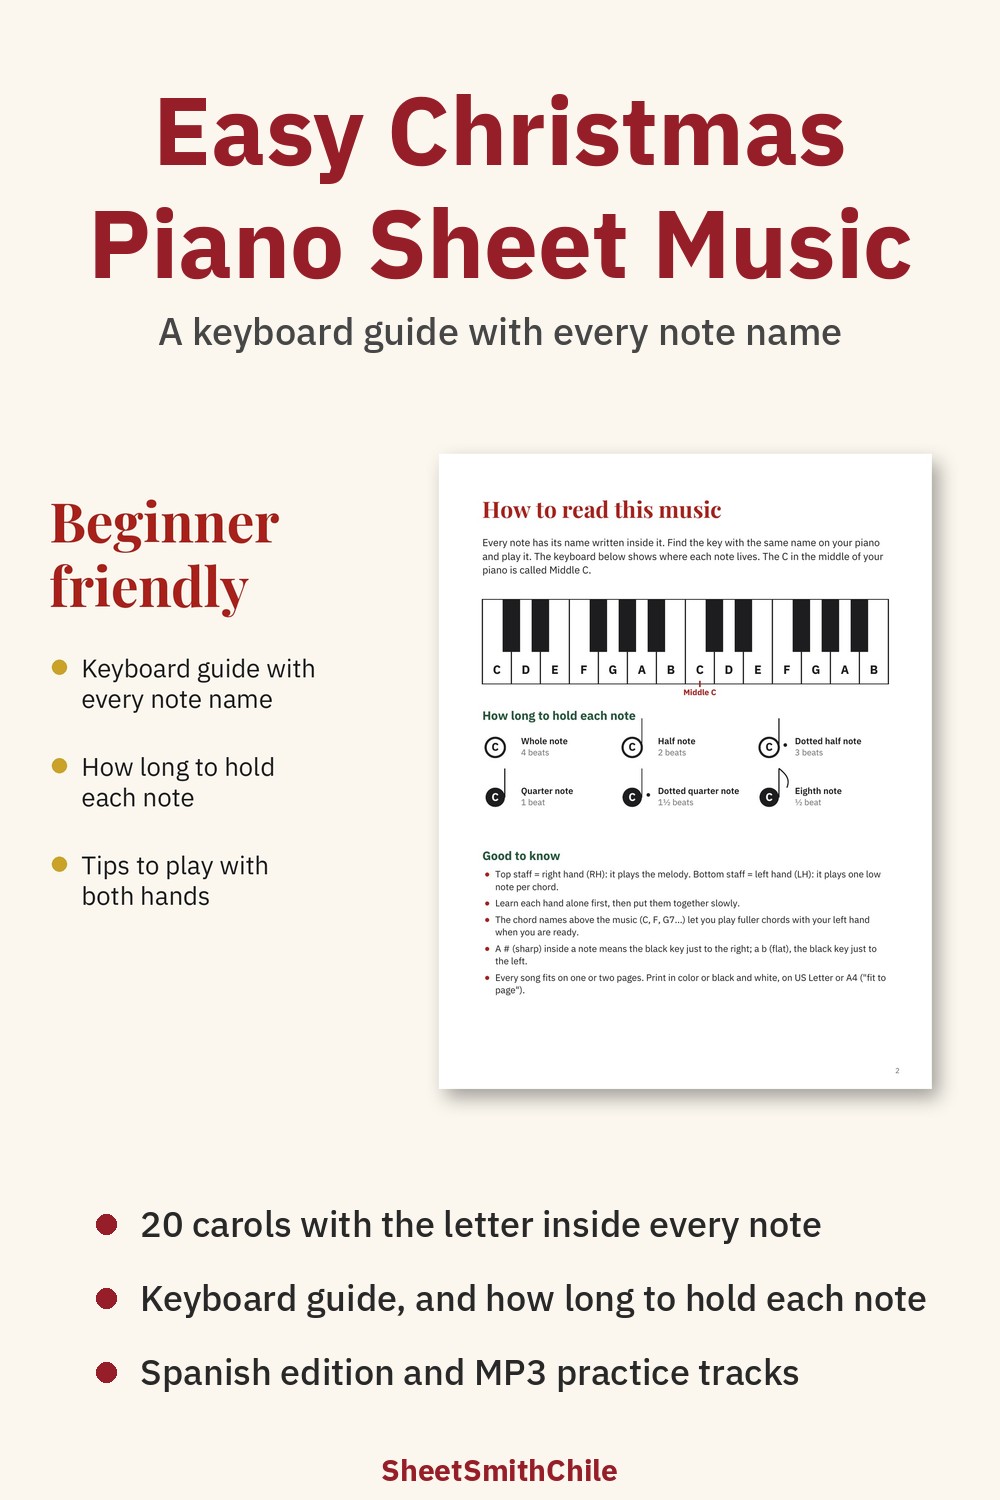 Easy Christmas
Piano Sheet Music
A keyboard guide with every note name
Beginner
friendly
Keyboard guide with
every note name
How long to hold
each note
Tips to play with
both hands
How to read this music
Every note has its name written inside it. Find the key with the same name on your piano
and play it. The keyboard below shows where each note lives. The C in the middle of your
piano is called Middle C.
C D E F G A B C D E F G A B
Middle C
How long to hold each note
C Whole note
4 beats
C Half note
2 beats
C Dotted half note
3 beats
C Quarter note
1 beat
C Dotted quarter note
1½ beats
C Eighth note
½ beat
Good to know
Top staff = right hand (RH): it plays the melody. Bottom staff = left hand (LH): it plays one low
note per chord.
Learn each hand alone first, then put them together slowly.
The chord names above the music (C, F, G7...) let you play fuller chords with your left hand
when you are ready.
A # (sharp) inside a note means the black key just to the right; a b (flat), the black key just to
the left.
Every song fits on one or two pages. Print in color or black and white, on US Letter or A4 ("fit to
page").
2
20 carols with the letter inside every note
Keyboard guide, and how long to hold each note
Spanish edition and MP3 practice tracks
SheetSmithChile